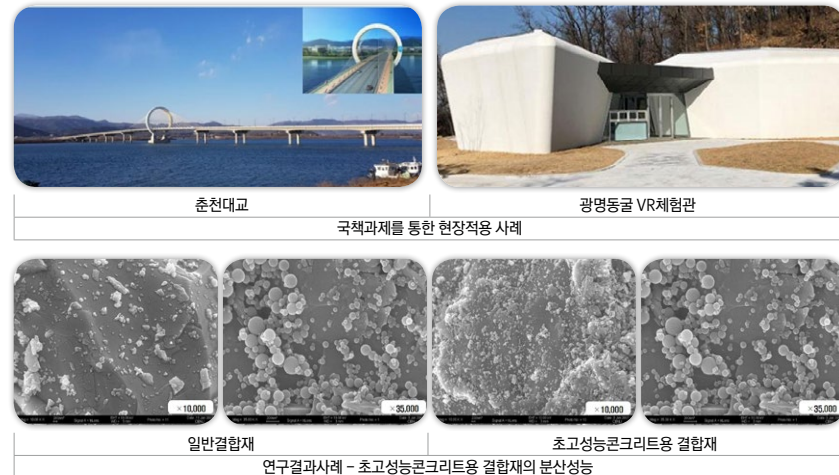 춘천대교
광명동굴 VR체험관
국책과제를 통한 현장적용 사례
×10,000
×35,000
×10,000
×35,000
일반결합재
초고성능콘크리트용 결합재
연구결과사례 – 초고성능콘크리트용 결합재의 분산성능